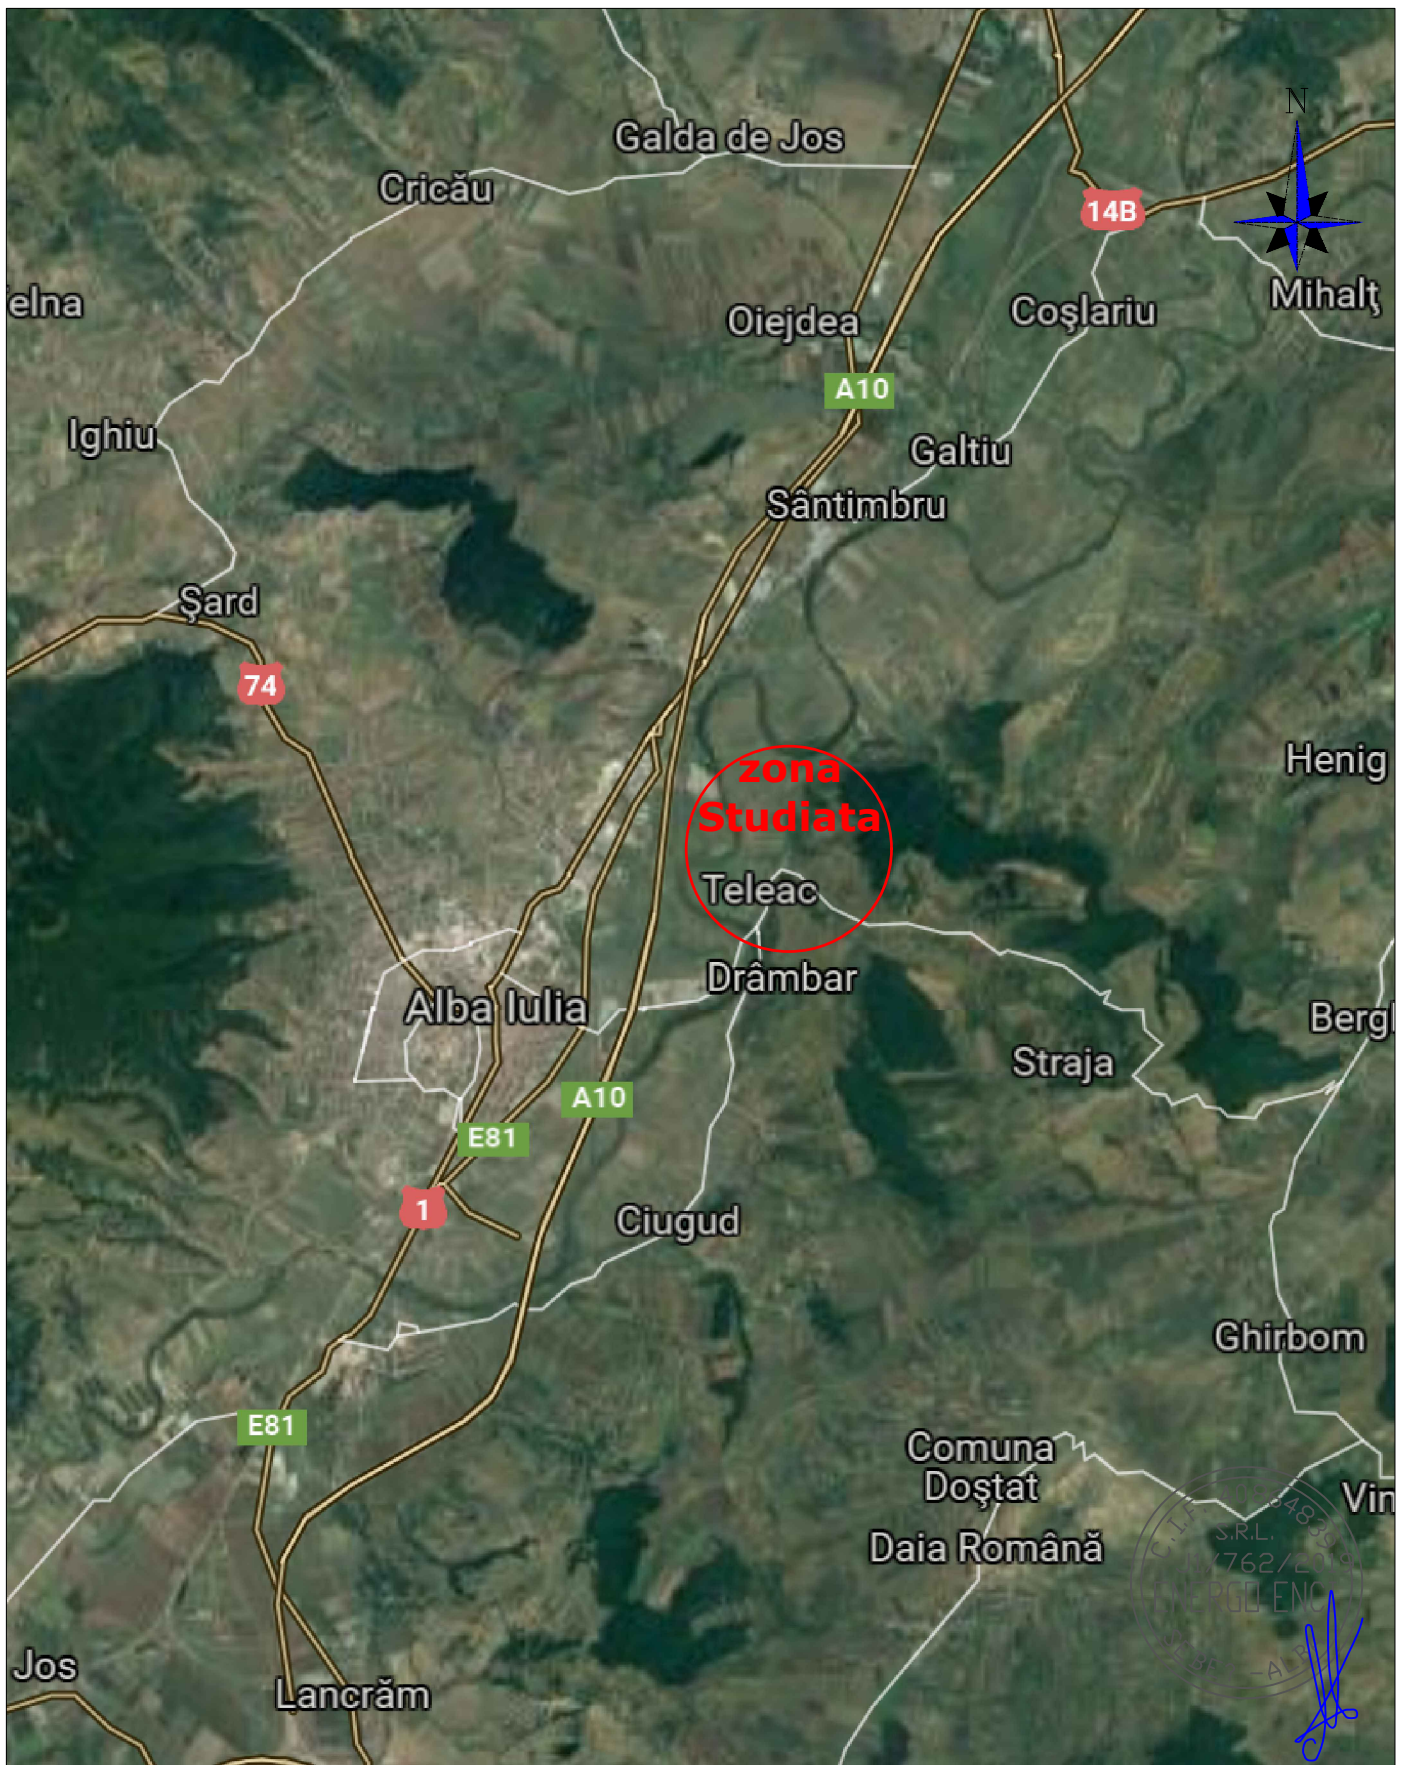 N
Galda de Jos
Cricău
14B
elna
Mihalţ
Coşlariu
Oiejdea
A10
Ighiu
Galtiu
Sântimbru
Şard
74
Henig
zona
Studiata
Teleac
Drâmbar
Alba Iulia
Bergh
Straja
A10
E81
1
Ciugud
Ghirbom
E81
Comuna
Doştat
Vin
S.R.L.
Daia Română
Jos
Lancrăm